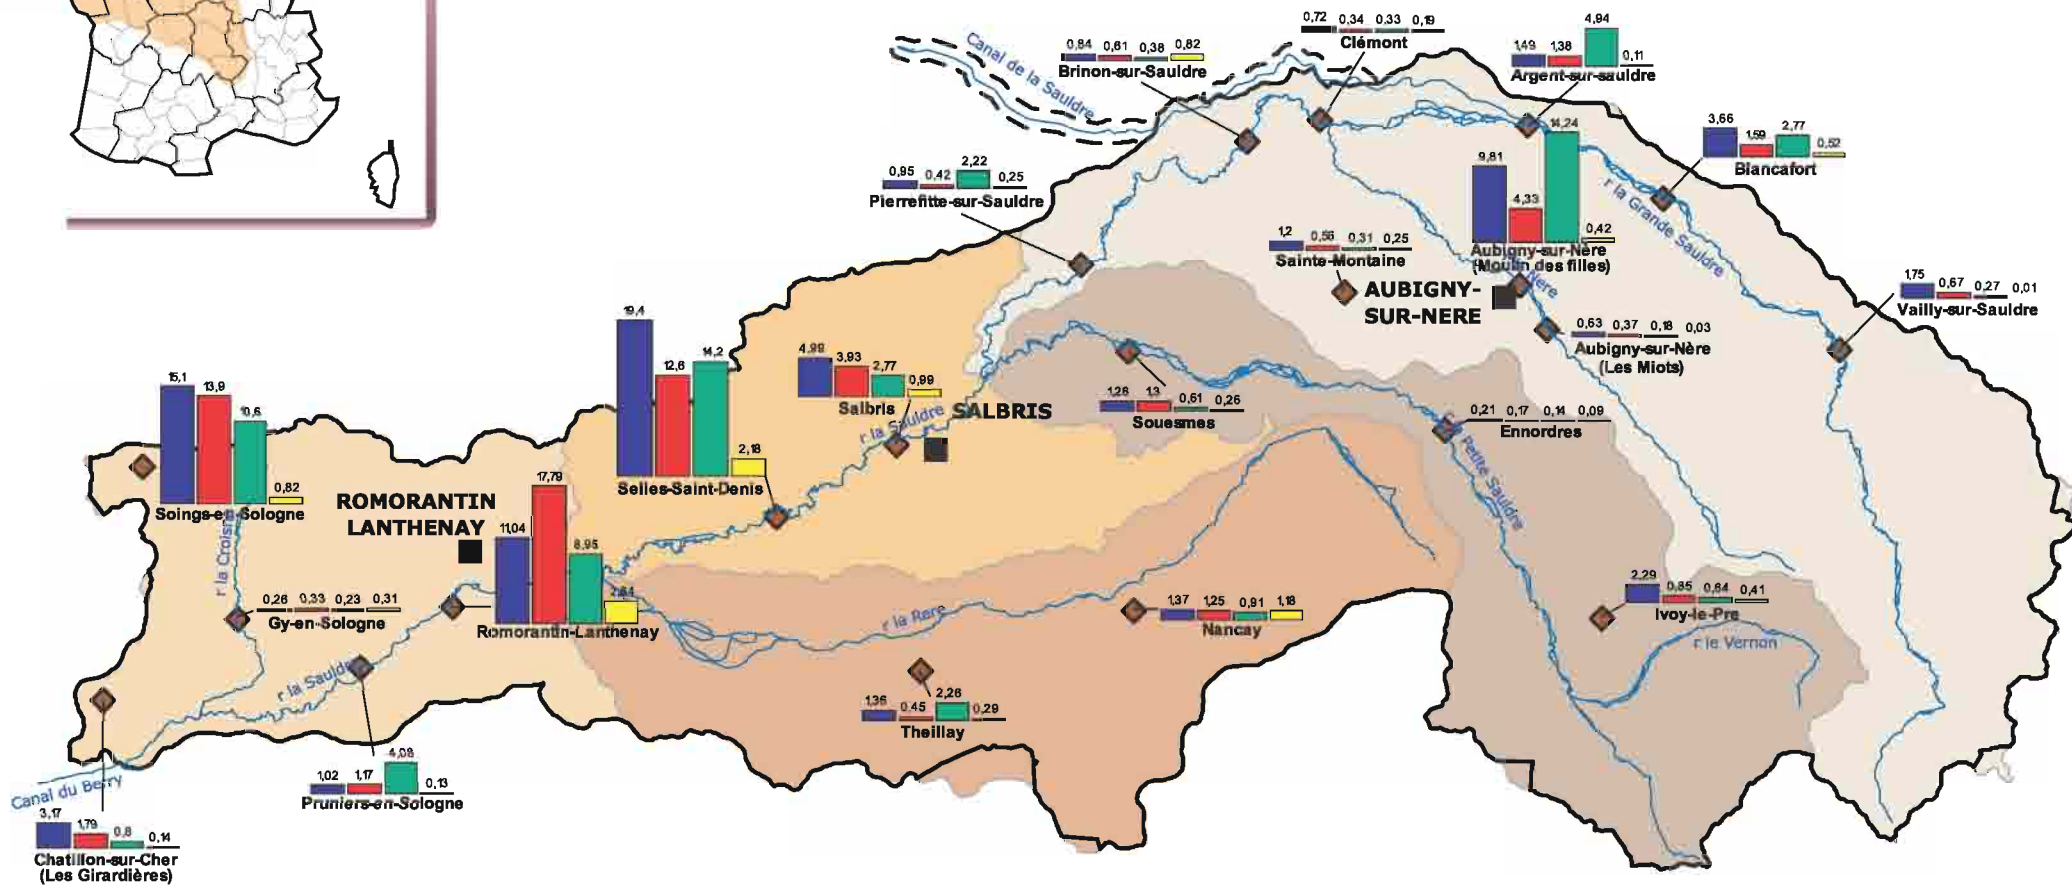 Canal de la Sauldre
0,72 0,34 0,33 0,19
Clémont
0,84 0,61 0,38 0,82
Brinon-sur-Sauldre
1,49 1,38 4,94 0,11
Argent-sur-sauldre
3,66 1,59 2,77 0,52
Blancafort
0,95 0,42 2,22 0,25
Pierrefitte-sur-Sauldre
9,81 4,33 14,24 0,42
Aubigny-sur-Nère
(Moulin des filles)
r la Grande Sauldre
1,2 0,56 0,31 0,25
Sainte-Montaine
AUBIGNY-
SUR-NERE
Nère
1,75 0,67 0,27 0,01
Vailly-sur-Sauldre
0,63 0,37 0,18 0,03
Aubigny-sur-Nère
(Les Miots)
19,4 12,6 14,2 2,18
Selles-Saint-Denis
4,99 3,93 2,77 0,99
Salbris
SALBRIS
r la Sauldre
1,26 1,3 0,61 0,26
Souesmes
0,21 0,17 0,14 0,09
Ennordres
Petite Sauldre
15,1 13,9 10,6 0,82
Soings-en-Sologne
r la Croisne
ROMORANTIN
LANTHENAY
11,04 17,79 8,95 2,64
Romorantin-Lanthenay
0,26 0,33 0,23 0,31
Gy-en-Sologne
r la Rere
1,37 1,25 0,91 1,18
Nancay
2,29 0,85 0,64 0,41
Ivoy-le-Pre
r le Vernon
r la Sauldre
1,36 0,45 2,26 0,29
Theillay
1,02 1,17 4,08 0,13
Pruniers-en-Sologne
Canal du Berry
3,17 1,79 0,8 0,14
Chatillon-sur-Cher
(Les Girardières)